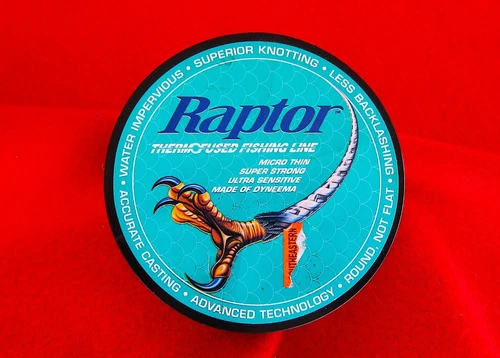 WATER IMPERVIOUS • SUPERIOR KNOTTING • LESS BACKLASHING • ROUND, NOT FLAT • ADVANCED TECHNOLOGY • ACCURATE CASTING •
Raptor
THERMOFUSED FISHING LINE
MICRO THIN
SUPER STRONG
ULTRA SENSITIVE
MADE OF DYNEEMA